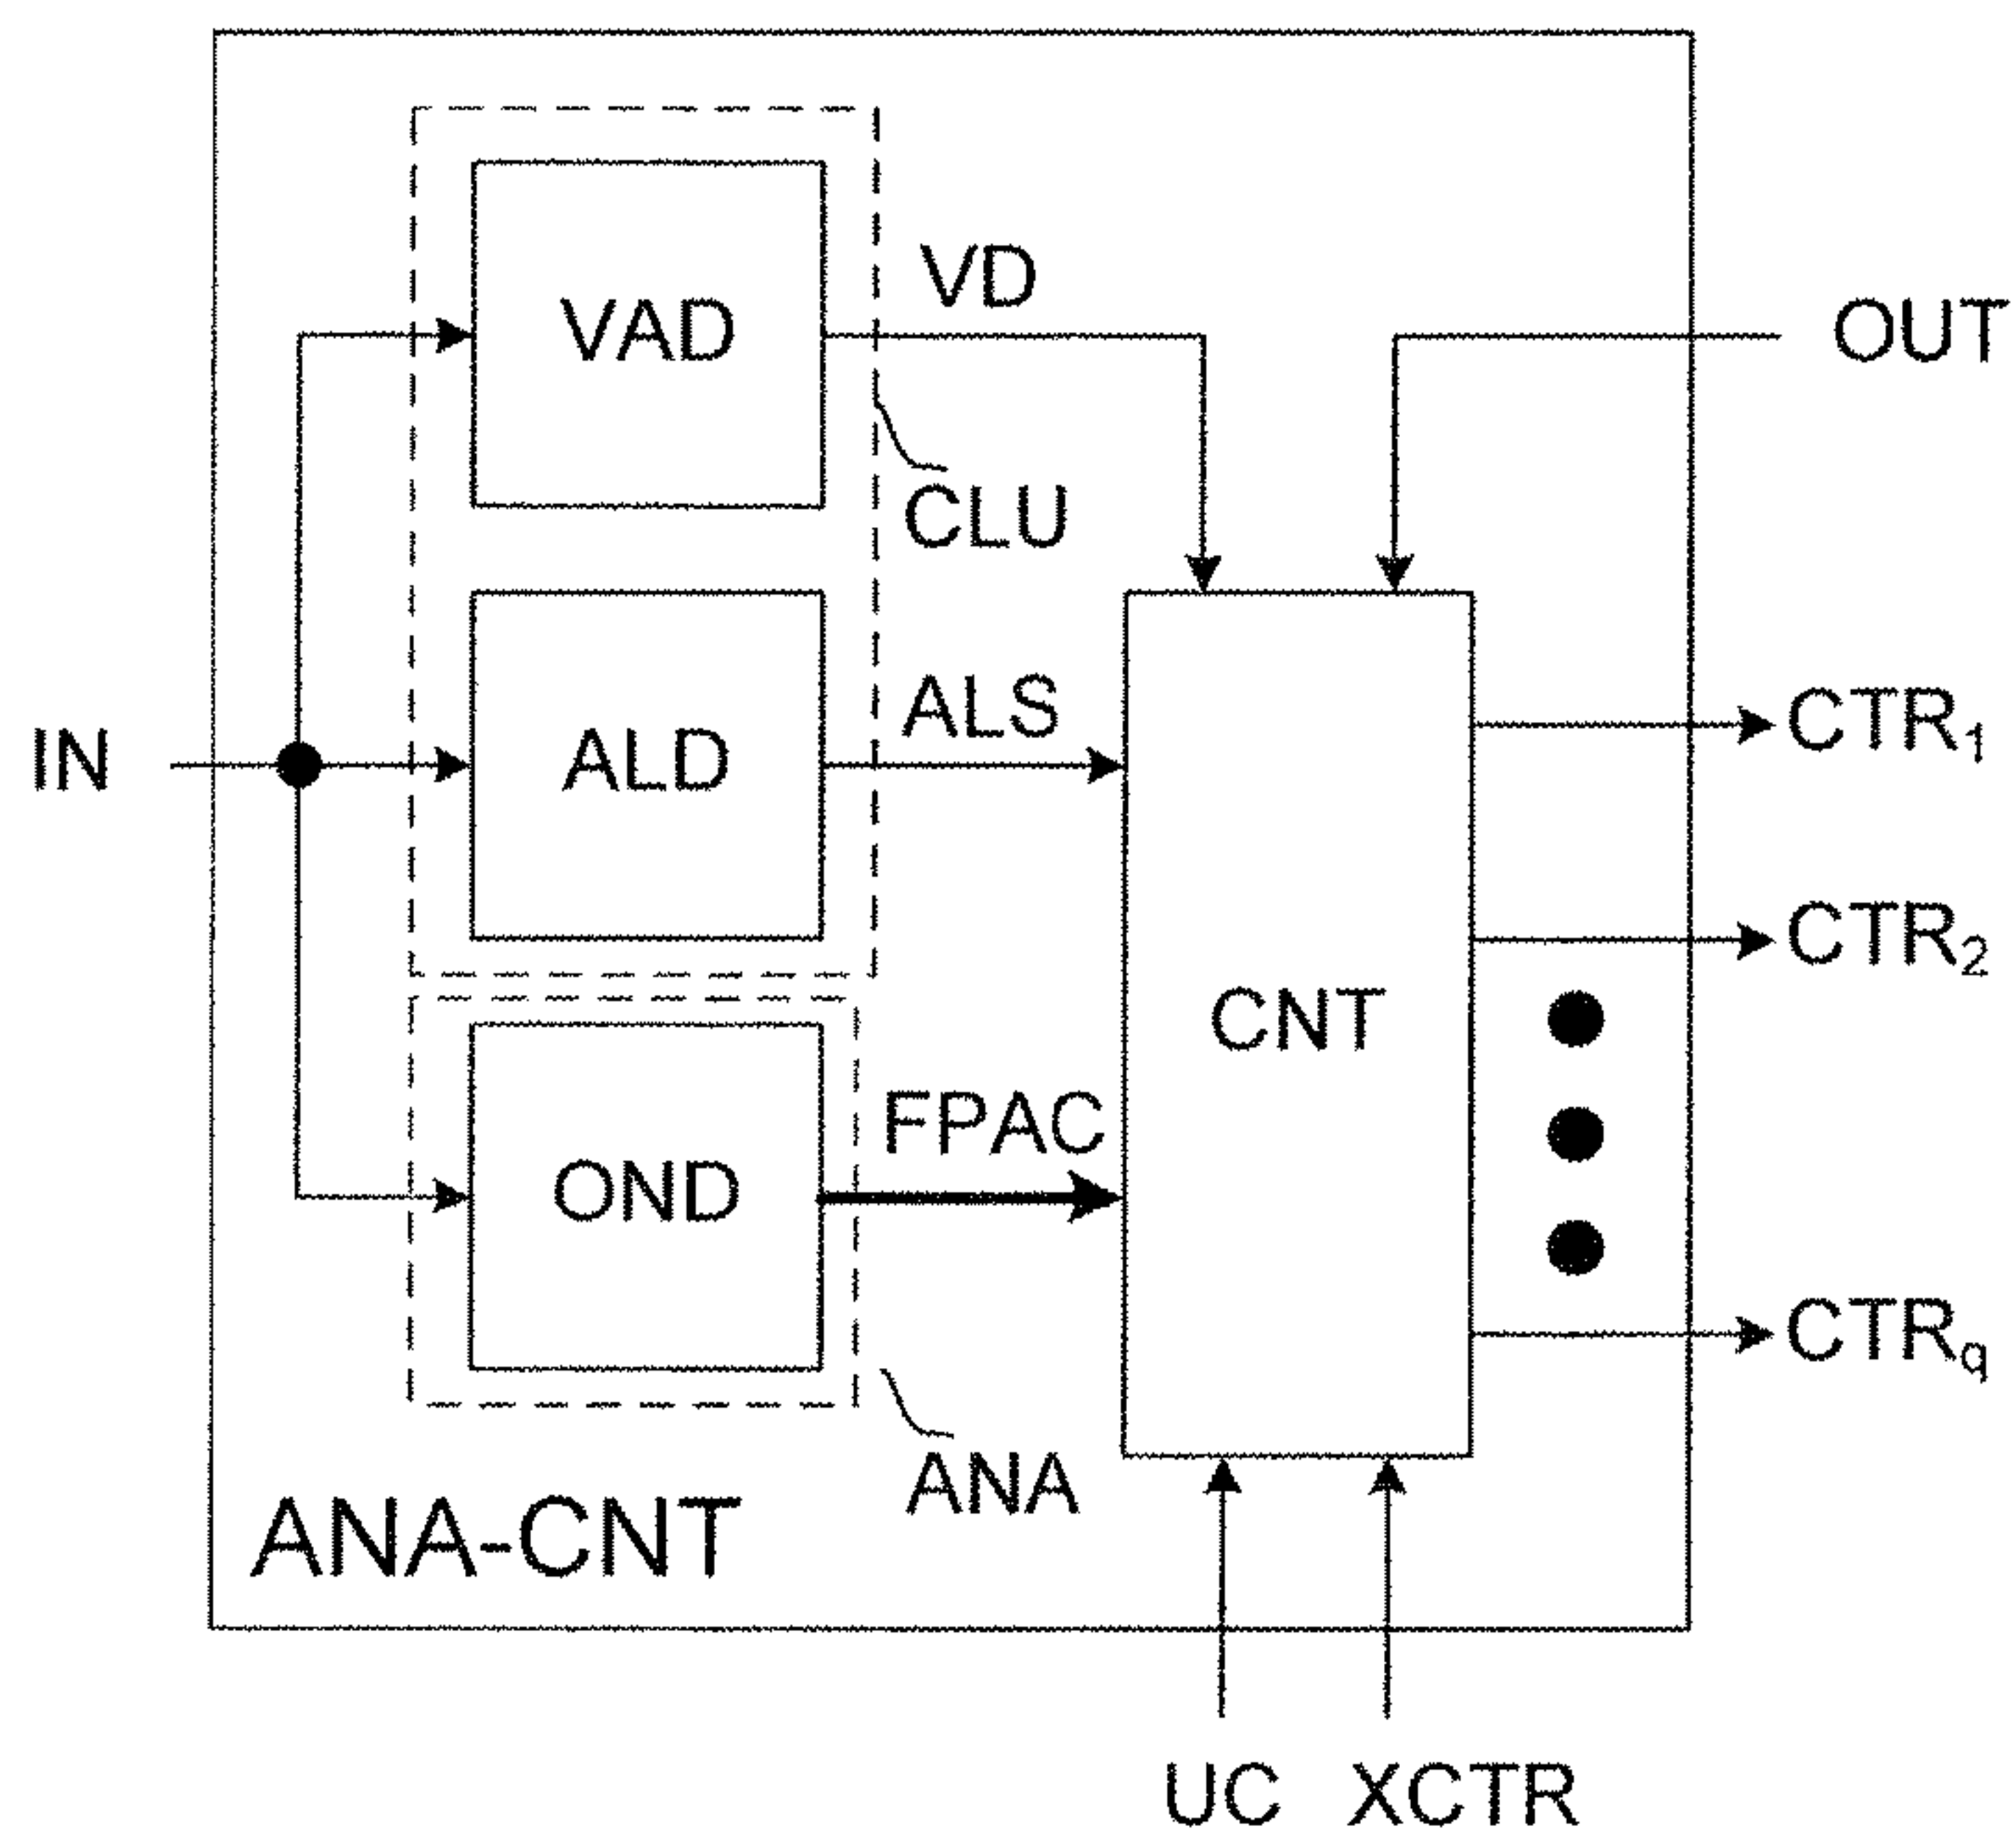 VAD
VD
OUT
CLU
IN
ALD
ALS
CTR1
CTR2
CNT
OND
FPAC
CTRq
ANA
ANA-CNT
UC
XCTR